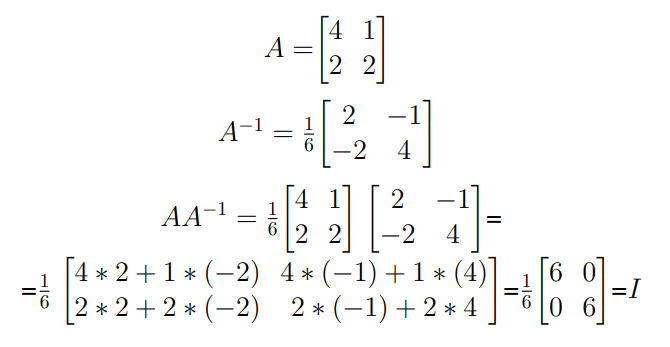 A = [4 1; 2 2]
A⁻¹ = 1/6 [2 −1; −2 4]
AA⁻¹ = 1/6 [4 1; 2 2] [2 −1; −2 4] =
= 1/6 [4 * 2 + 1 * (−2) 4 * (−1) + 1 * (4); 2 * 2 + 2 * (−2) 2 * (−1) + 2 * 4] = 1/6 [6 0; 0 6] = I